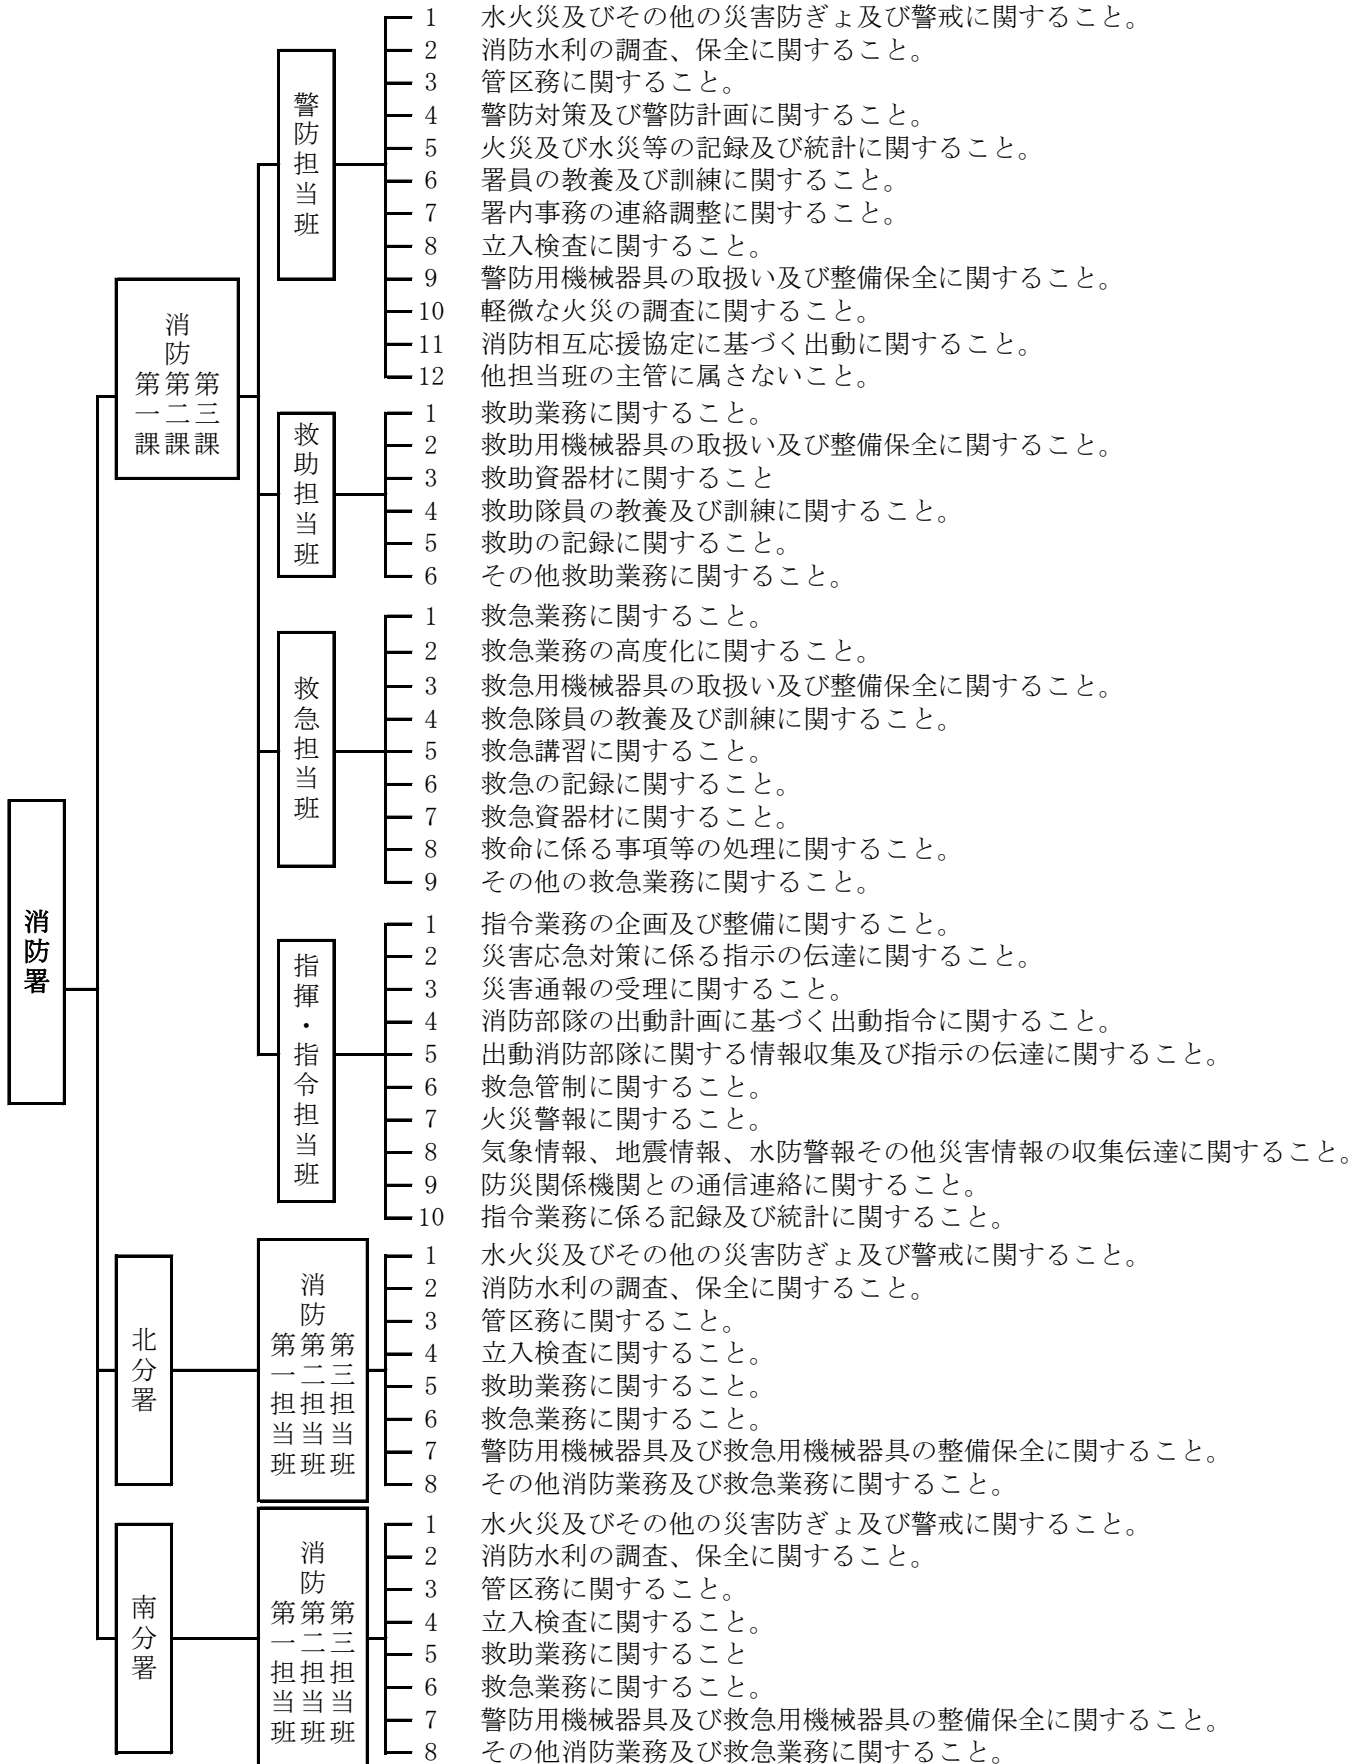 消防署
消防
第一課
第二課
第三課
警防担当班
1 水火災及びその他の災害防ぎょ及び警戒に関すること。
2 消防水利の調査、保全に関すること。
3 管区務に関すること。
4 警防対策及び警防計画に関すること。
5 火災及び水災等の記録及び統計に関すること。
6 署員の教養及び訓練に関すること。
7 署内事務の連絡調整に関すること。
8 立入検査に関すること。
9 警防用機械器具の取扱い及び整備保全に関すること。
10 軽微な火災の調査に関すること。
11 消防相互応援協定に基づく出動に関すること。
12 他担当班の主管に属さないこと。
救助担当班
1 救助業務に関すること。
2 救助用機械器具の取扱い及び整備保全に関すること。
3 救助資器材に関すること
4 救助隊員の教養及び訓練に関すること。
5 救助の記録に関すること。
6 その他救助業務に関すること。
救急担当班
1 救急業務に関すること。
2 救急業務の高度化に関すること。
3 救急用機械器具の取扱い及び整備保全に関すること。
4 救急隊員の教養及び訓練に関すること。
5 救急講習に関すること。
6 救急の記録に関すること。
7 救急資器材に関すること。
8 救命に係る事項等の処理に関すること。
9 その他の救急業務に関すること。
指揮・指令担当班
1 指令業務の企画及び整備に関すること。
2 災害応急対策に係る指示の伝達に関すること。
3 災害通報の受理に関すること。
4 消防部隊の出動計画に基づく出動指令に関すること。
5 出動消防部隊に関する情報収集及び指示の伝達に関すること。
6 救急管制に関すること。
7 火災警報に関すること。
8 気象情報、地震情報、水防警報その他災害情報の収集伝達に関すること。
9 防災関係機関との通信連絡に関すること。
10 指令業務に係る記録及び統計に関すること。
北分署
消防
第一担当班
第二担当班
第三担当班
1 水火災及びその他の災害防ぎょ及び警戒に関すること。
2 消防水利の調査、保全に関すること。
3 管区務に関すること。
4 立入検査に関すること。
5 救助業務に関すること。
6 救急業務に関すること。
7 警防用機械器具及び救急用機械器具の整備保全に関すること。
8 その他消防業務及び救急業務に関すること。
南分署
消防
第一担当班
第二担当班
第三担当班
1 水火災及びその他の災害防ぎょ及び警戒に関すること。
2 消防水利の調査、保全に関すること。
3 管区務に関すること。
4 立入検査に関すること。
5 救助業務に関すること
6 救急業務に関すること。
7 警防用機械器具及び救急用機械器具の整備保全に関すること。
8 その他消防業務及び救急業務に関すること。